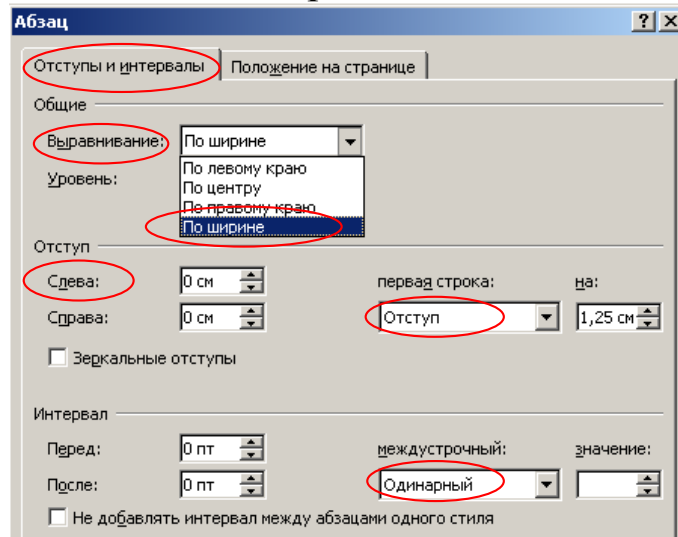 Абзац
Отступы и интервалы Положение на странице
Общие
Выравнивание: По ширине
По левому краю
Уровень: По центру
По правому краю
По ширине
Отступ
Слева: 0 см первая строка: на:
Справа: 0 см Отступ 1,25 см
Зеркальные отступы
Интервал
Перед: 0 пт междустрочный: значение:
После: 0 пт Одинарный
Не добавлять интервал между абзацами одного стиля